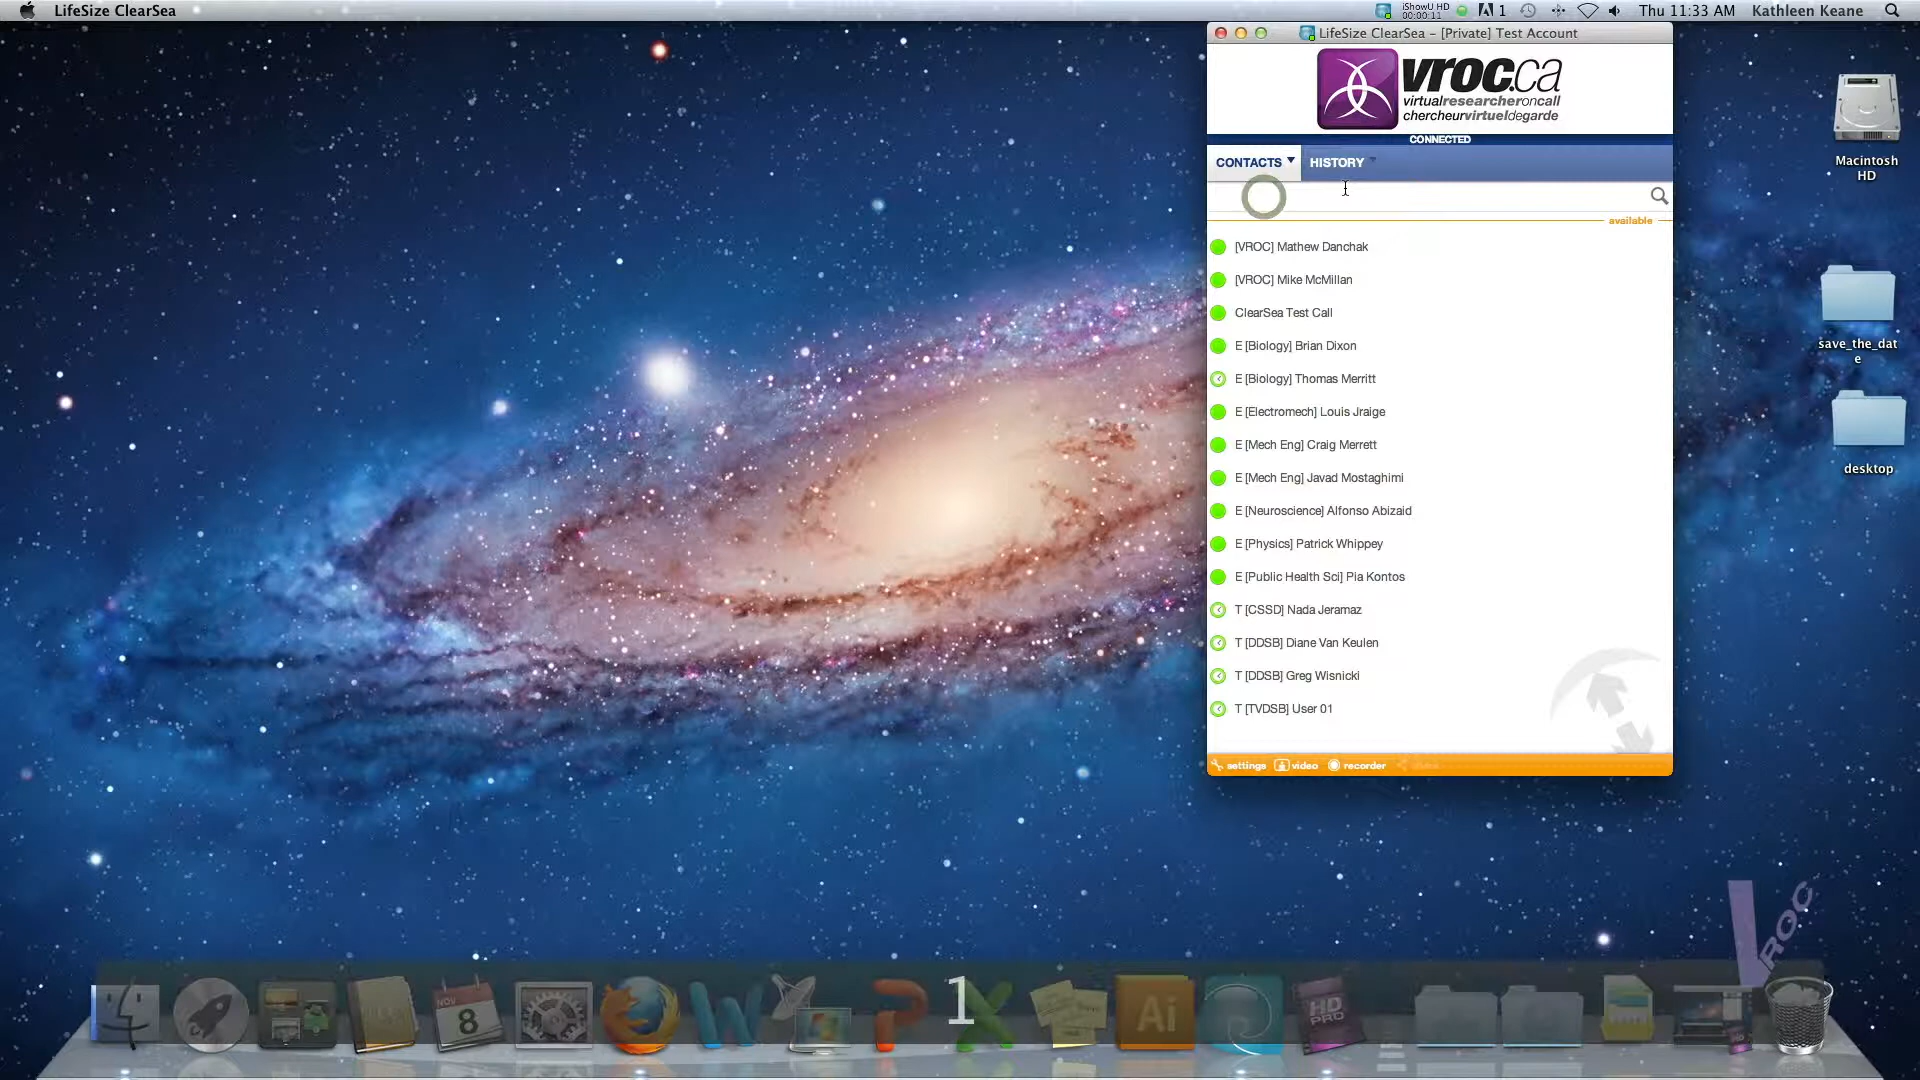 LifeSize ClearSea
iShowU HD
00:00:11
1
Thu 11:33 AM
Kathleen Keane
LifeSize ClearSea – [Private] Test Account
vroc.ca
virtualresearcheroncall
chercheurvirtueldegarde
CONNECTED
CONTACTS
HISTORY
available
[VROC] Mathew Danchak
[VROC] Mike McMillan
ClearSea Test Call
E [Biology] Brian Dixon
E [Biology] Thomas Merritt
E [Electromech] Louis Jraige
E [Mech Eng] Craig Merrett
E [Mech Eng] Javad Mostaghimi
E [Neuroscience] Alfonso Abizaid
E [Physics] Patrick Whippey
E [Public Health Sci] Pia Kontos
T [CSSD] Nada Jeramaz
T [DDSB] Diane Van Keulen
T [DDSB] Greg Wisnicki
T [TVDSB] User 01
settings
video
recorder
Macintosh
HD
save_the_dat
e
desktop
VROC
NOV
8
1
Ai
HD
PRO